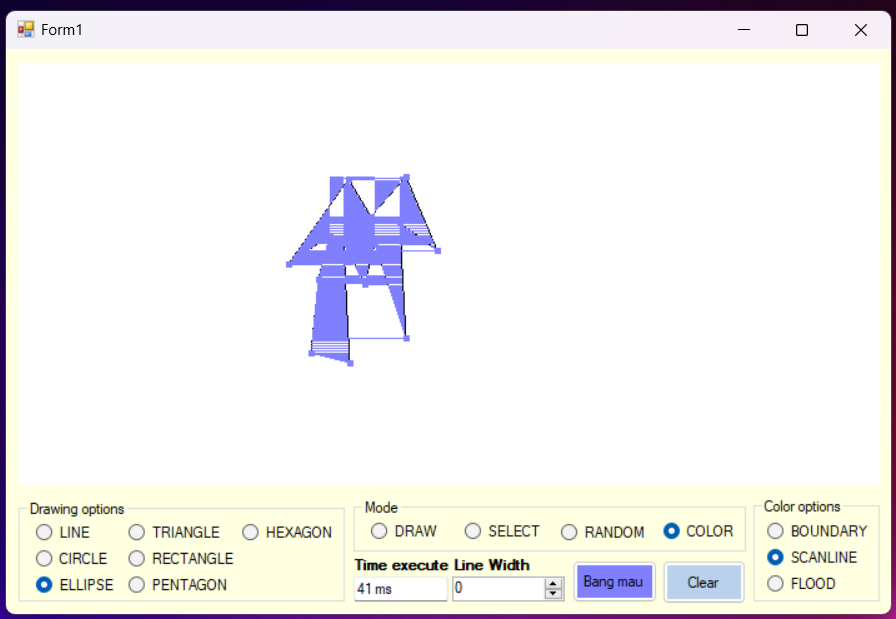 Form1
Drawing options
LINE
TRIANGLE
HEXAGON
CIRCLE
RECTANGLE
ELLIPSE
PENTAGON
Mode
DRAW
SELECT
RANDOM
COLOR
Time execute Line Width
41 ms
0
Bang mau
Clear
Color options
BOUNDARY
SCANLINE
FLOOD